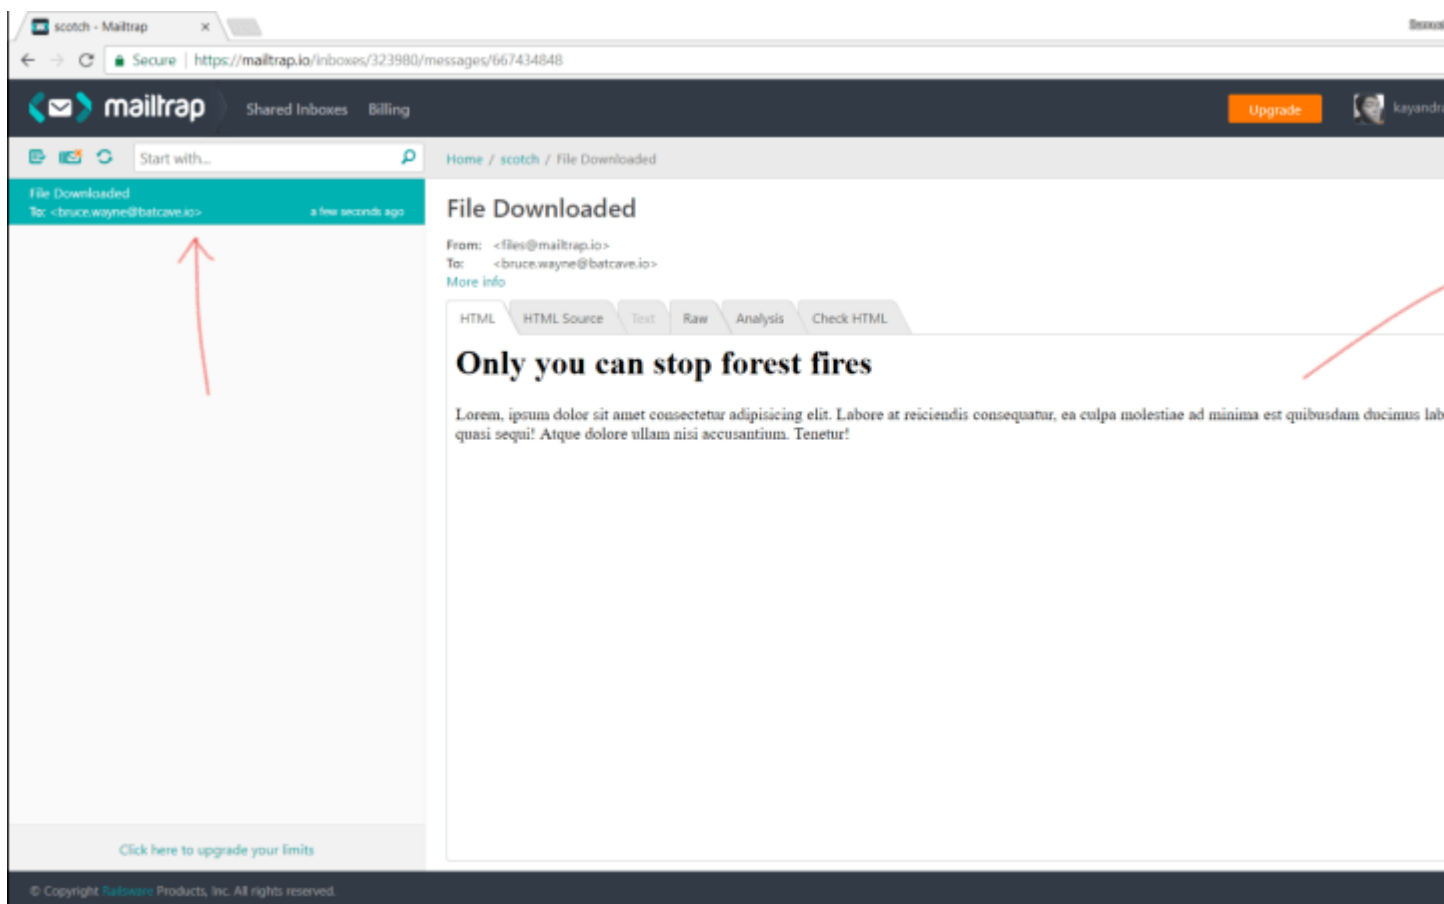 scotch - Mailtrap
Secure | https://mailtrap.io/inboxes/323980/messages/667434848
mailtrap Shared Inboxes Billing Upgrade kayandra
Start with...
Home / scotch / File Downloaded
File Downloaded
To: <bruce.wayne@batcave.io> a few seconds ago
File Downloaded
From: <files@mailtrap.io>
To: <bruce.wayne@batcave.io>
More info
HTML HTML Source Text Raw Analysis Check HTML
Only you can stop forest fires
Lorem, ipsum dolor sit amet consectetur adipisicing elit. Labore at reiciendis consequatur, ea culpa molestiae ad minima est quibusdam ducimus lab
quasi sequi! Atque dolore ullam nisi accusantium. Tenetur!
Click here to upgrade your limits
© Copyright Railsware Products, Inc. All rights reserved.